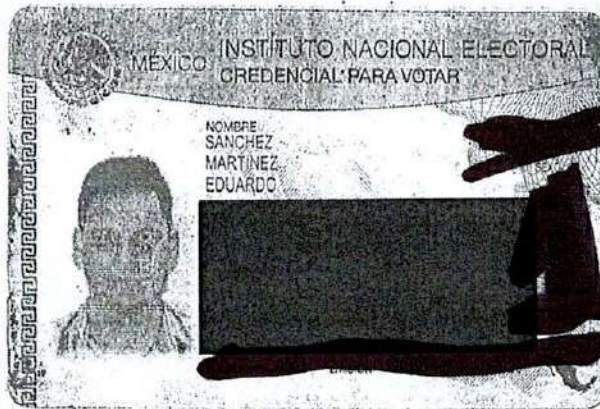 MÉXICO
INSTITUTO NACIONAL ELECTORAL
CREDENCIAL PARA VOTAR
NOMBRE
SANCHEZ
MARTINEZ
EDUARDO